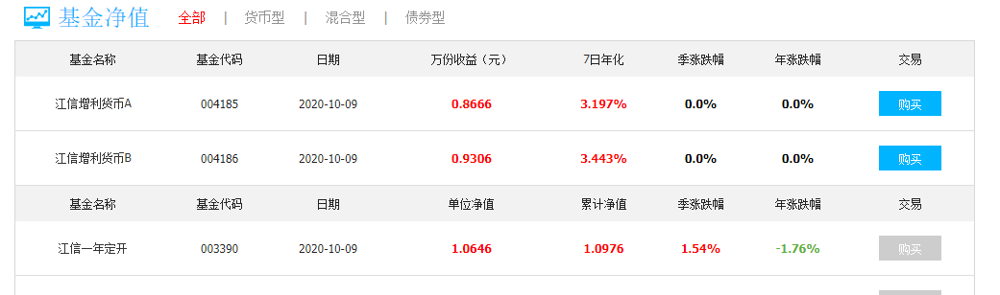 基金净值 全部 | 货币型 | 混合型 | 债券型
基金名称 基金代码 日期 万份收益（元） 7日年化 季涨跌幅 年涨跌幅 交易
江信增利货币A 004185 2020-10-09 0.8666 3.197% 0.0% 0.0% 购买
江信增利货币B 004186 2020-10-09 0.9306 3.443% 0.0% 0.0% 购买
基金名称 基金代码 日期 单位净值 累计净值 季涨跌幅 年涨跌幅 交易
江信一年定开 003390 2020-10-09 1.0646 1.0976 1.54% -1.76% 购买